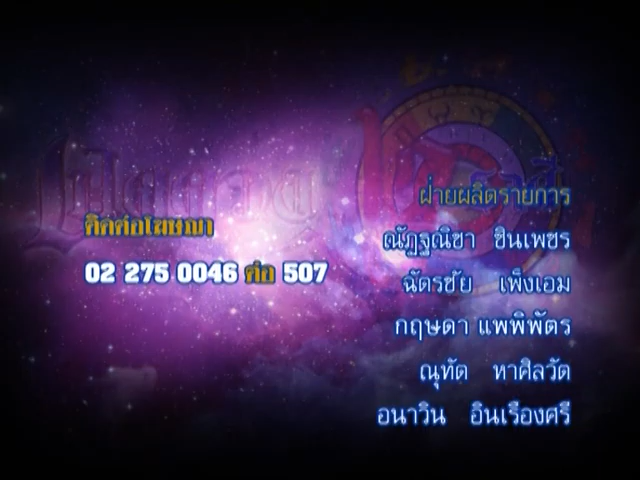 ติดต่อโฆษณา
02 275 0046 ต่อ 507
ฝ่ายผลิตรายการ
ณัฏฐณิชา ชินเพชร
ฉัตรชัย เพ็งเอม
กฤษดา แพพิพัตร
ณุทัต หาศิลวัต
อนาวิน อินเรืองศรี